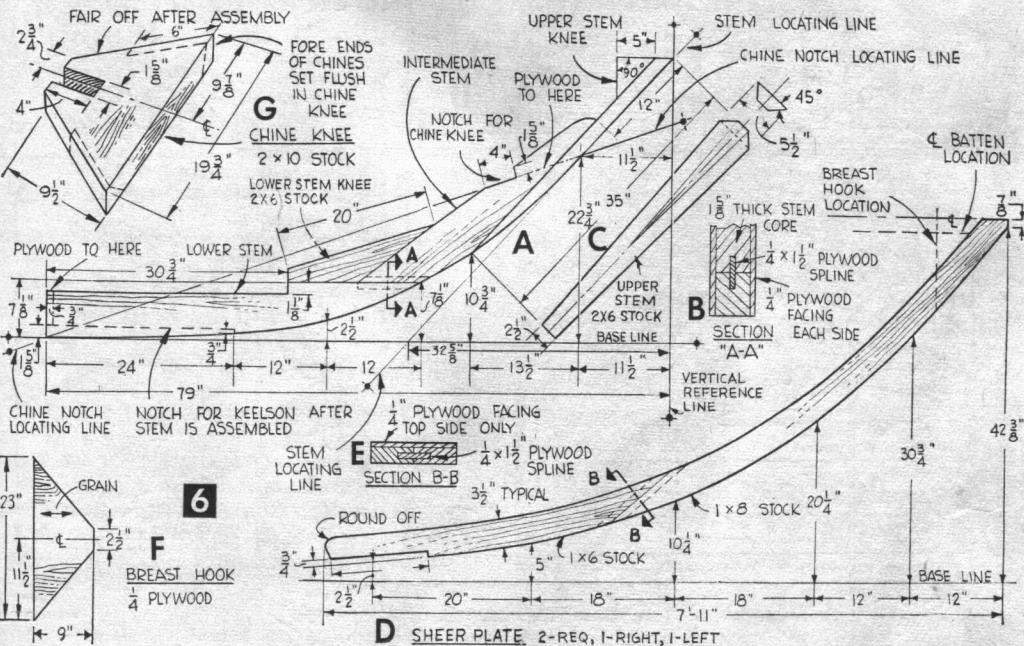 FAIR OFF AFTER ASSEMBLY
6"
2 3/4"
1 5/8"
4"
9 7/8"
19 3/4"
9 1/2"
℄
FORE ENDS
OF CHINES
SET FLUSH
IN CHINE
KNEE
G
CHINE KNEE
2 x 10 STOCK
INTERMEDIATE
STEM
UPPER STEM
KNEE
5"
90°
PLYWOOD
TO HERE
STEM LOCATING LINE
CHINE NOTCH LOCATING LINE
12"
45°
5 1/2"
NOTCH FOR
CHINE KNEE
1 5/8"
4"
11 1/2"
LOWER STEM KNEE
2X6 STOCK
20"
A
22 3/4"
35"
C
UPPER
STEM
2X6 STOCK
℄ BATTEN
LOCATION
BREAST
HOOK
LOCATION
℄
7/8"
1 5/8"
THICK STEM
CORE
1/4 x 1 1/2" PLYWOOD
SPLINE
1/4" PLYWOOD
FACING
EACH SIDE
B
SECTION
"A-A"
PLYWOOD TO HERE
LOWER STEM
30 3/4"
A
A
7 1/8"
3/4"
1 1/8"
7 1/8"
10 3/4"
2 1/2"
2 1/2"
BASE LINE
1 5/8"
3/4"
24"
12"
12
32 5/8"
13 1/2"
11 1/2"
79"
VERTICAL
REFERENCE
LINE
CHINE NOTCH
LOCATING LINE
NOTCH FOR KEELSON AFTER
STEM IS ASSEMBLED
STEM
LOCATING
LINE
1/4" PLYWOOD FACING
TOP SIDE ONLY
E
1/4 x 1 1/2" PLYWOOD
SPLINE
SECTION B-B
23"
GRAIN
6
℄
2 1/2"
11 1/2"
F
BREAST HOOK
1/4 PLYWOOD
9"
3 1/2" TYPICAL
B
B
1 x 8 STOCK
1 x 6 STOCK
ROUND OFF
3/4"
2 1/2"
5"
10 1/4"
20 1/4"
30 3/4"
42 3/8"
BASE LINE
20"
18"
18"
12"
12"
7'-11"
D SHEER PLATE 2-REQ, 1-RIGHT, 1-LEFT